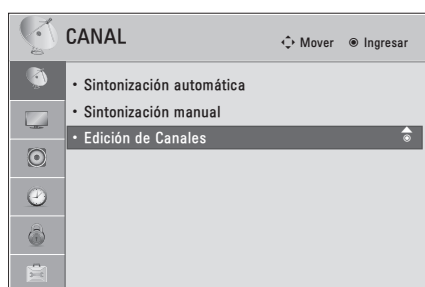 CANAL
Mover Ingresar
• Sintonización automática
• Sintonización manual
• Edición de Canales